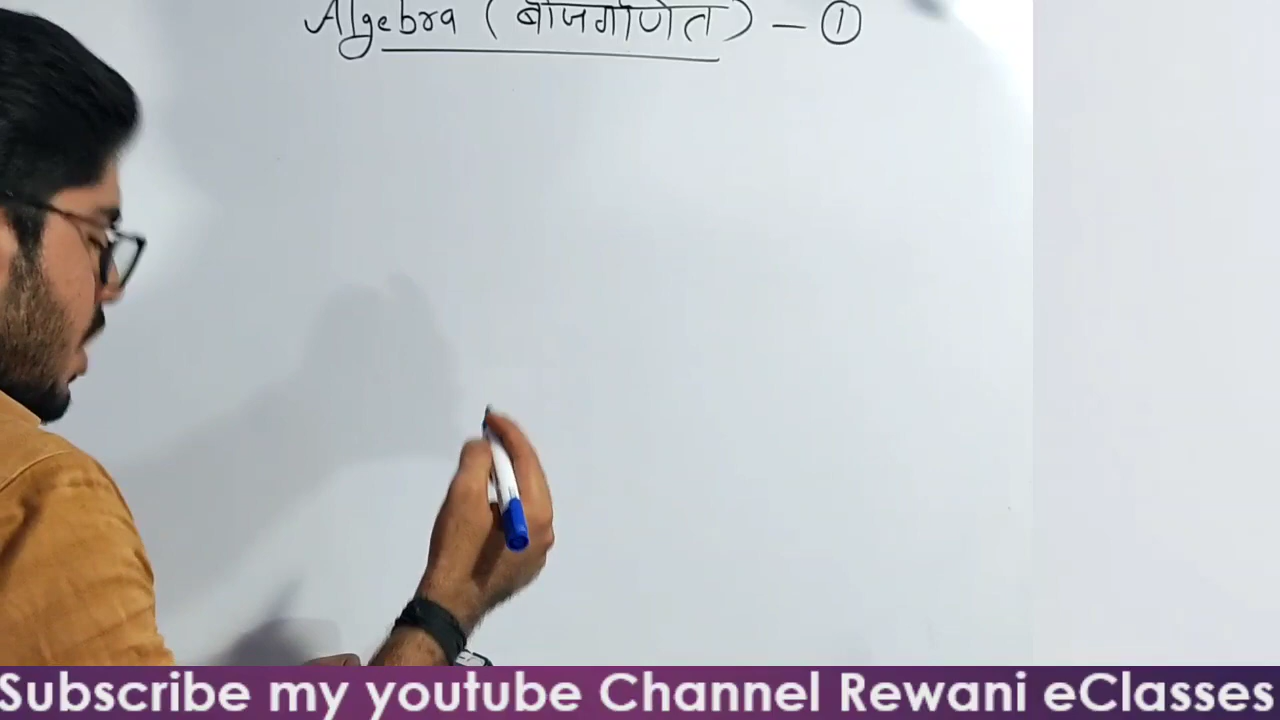 Algebra (बीजगणित) — ①
Subscribe my youtube Channel Rewani eClasses